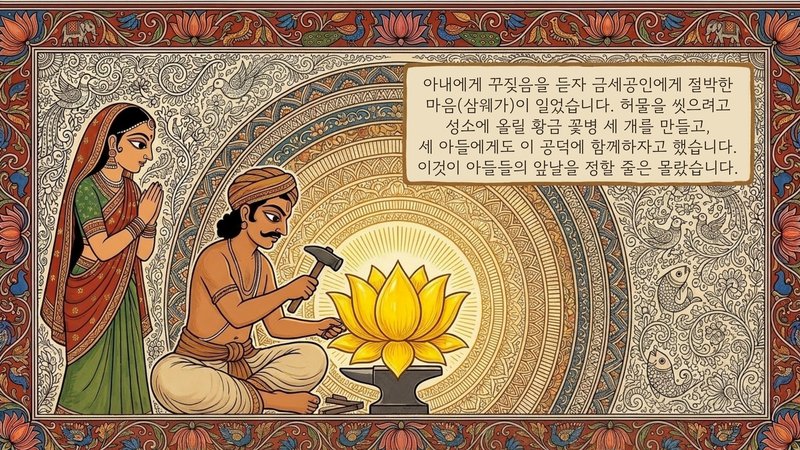 아내에게 꾸짖음을 듣자 금세공인에게 절박한
마음(삼웨가)이 일었습니다. 허물을 씻으려고
성소에 올릴 황금 꽃병 세 개를 만들고,
세 아들에게도 이 공덕에 함께하자고 했습니다.
이것이 아들들의 앞날을 정할 줄은 몰랐습니다.